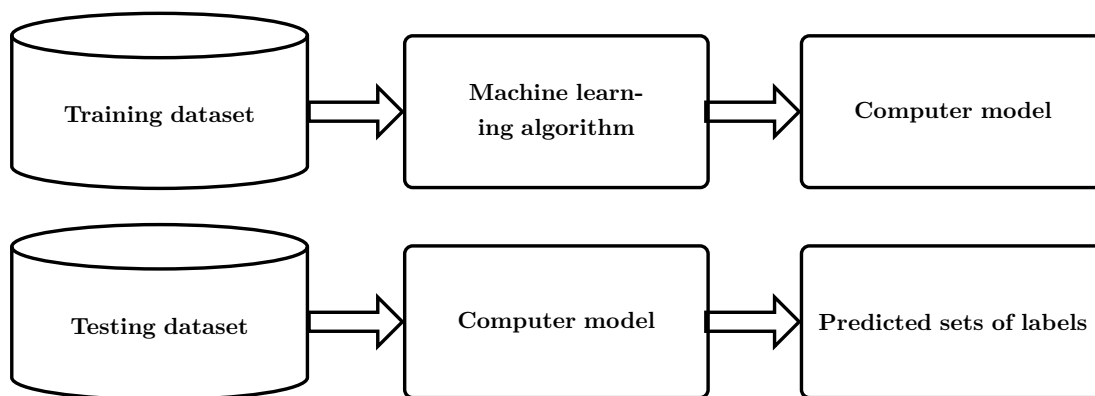 Training dataset
Machine learn-
ing algorithm
Computer model
Testing dataset
Computer model
Predicted sets of labels